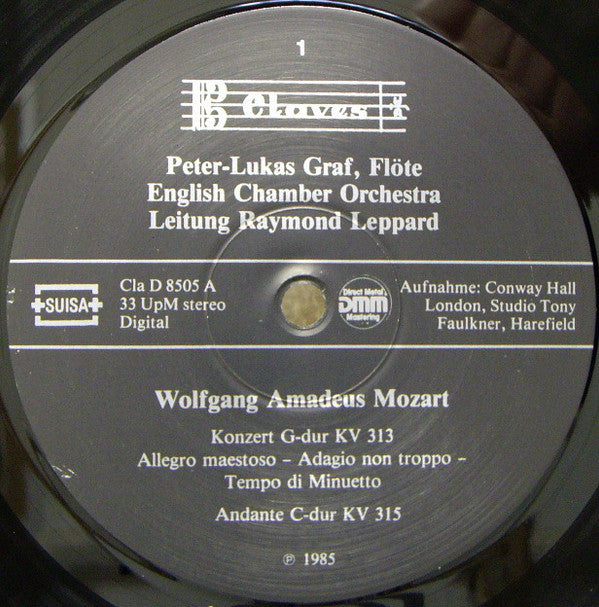 1
Claves
Peter-Lukas Graf, Flöte
English Chamber Orchestra
Leitung Raymond Leppard
SUISA
Cla D 8505 A
33 UpM stereo
Digital
Direct Metal
DMM
Mastering
Aufnahme: Conway Hall
London, Studio Tony
Faulkner, Harefield
Wolfgang Amadeus Mozart
Konzert G-dur KV 313
Allegro maestoso – Adagio non troppo –
Tempo di Minuetto
Andante C-dur KV 315
℗ 1985